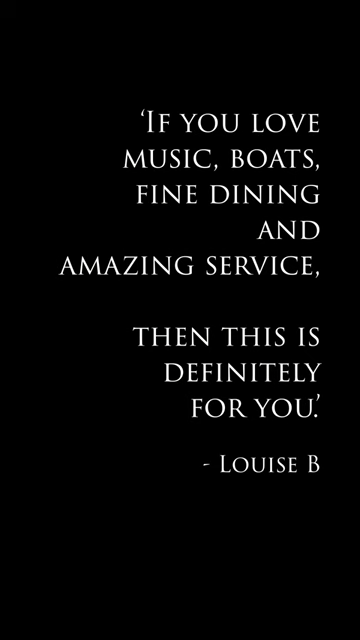 ‘If you love
music, boats,
fine dining
and
amazing service,
then this is
definitely
for you.’
- Louise B